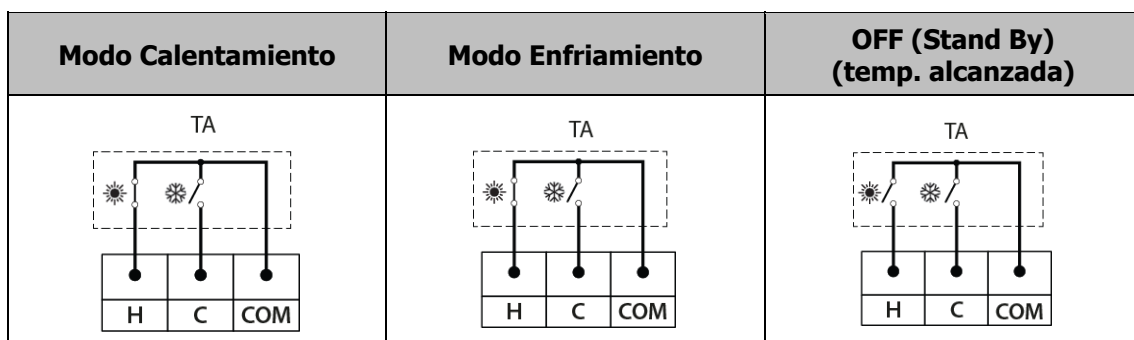 Modo Calentamiento
Modo Enfriamiento
OFF (Stand By)
(temp. alcanzada)
TA
H C COM
TA
H C COM
TA
H C COM